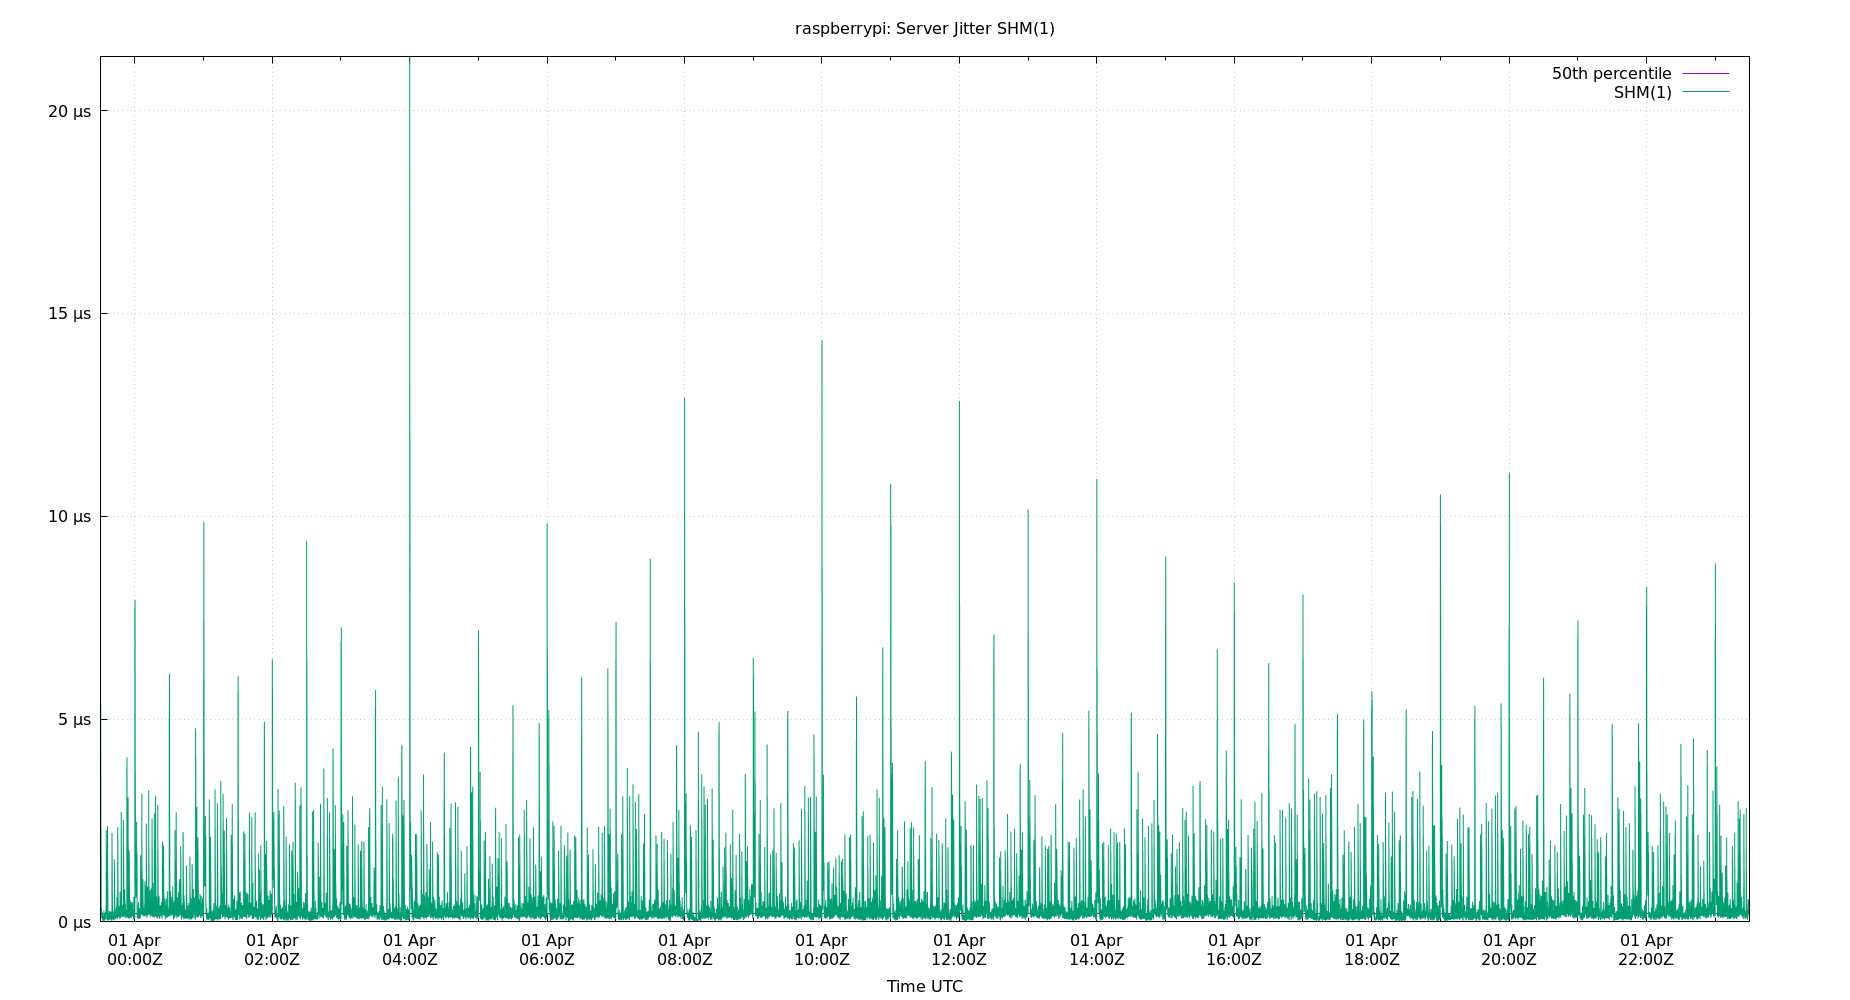 raspberrypi: Server Jitter SHM(1)
50th percentile
SHM(1)
20 µs
15 µs
10 µs
5 µs
0 µs
01 Apr 01 Apr 01 Apr 01 Apr 01 Apr 01 Apr 01 Apr 01 Apr 01 Apr 01 Apr 01 Apr 01 Apr
00:00Z 02:00Z 04:00Z 06:00Z 08:00Z 10:00Z 12:00Z 14:00Z 16:00Z 18:00Z 20:00Z 22:00Z
Time UTC